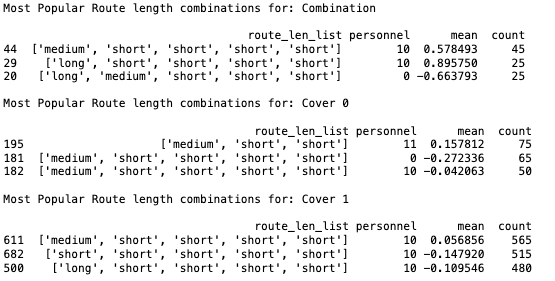 Most Popular Route length combinations for: Combination
route_len_list personnel mean count
44 ['medium', 'short', 'short', 'short', 'short'] 10 0.578493 45
29 ['long', 'short', 'short', 'short', 'short'] 10 0.895750 25
20 ['long', 'medium', 'short', 'short', 'short'] 0 -0.663793 25
Most Popular Route length combinations for: Cover 0
route_len_list personnel mean count
195 ['medium', 'short', 'short'] 11 0.157812 75
181 ['medium', 'short', 'short', 'short', 'short'] 0 -0.272336 65
182 ['medium', 'short', 'short', 'short', 'short'] 10 -0.042063 50
Most Popular Route length combinations for: Cover 1
route_len_list personnel mean count
611 ['medium', 'short', 'short', 'short', 'short'] 10 0.056856 565
682 ['short', 'short', 'short', 'short', 'short'] 10 -0.147920 515
500 ['long', 'short', 'short', 'short', 'short'] 10 -0.109546 480